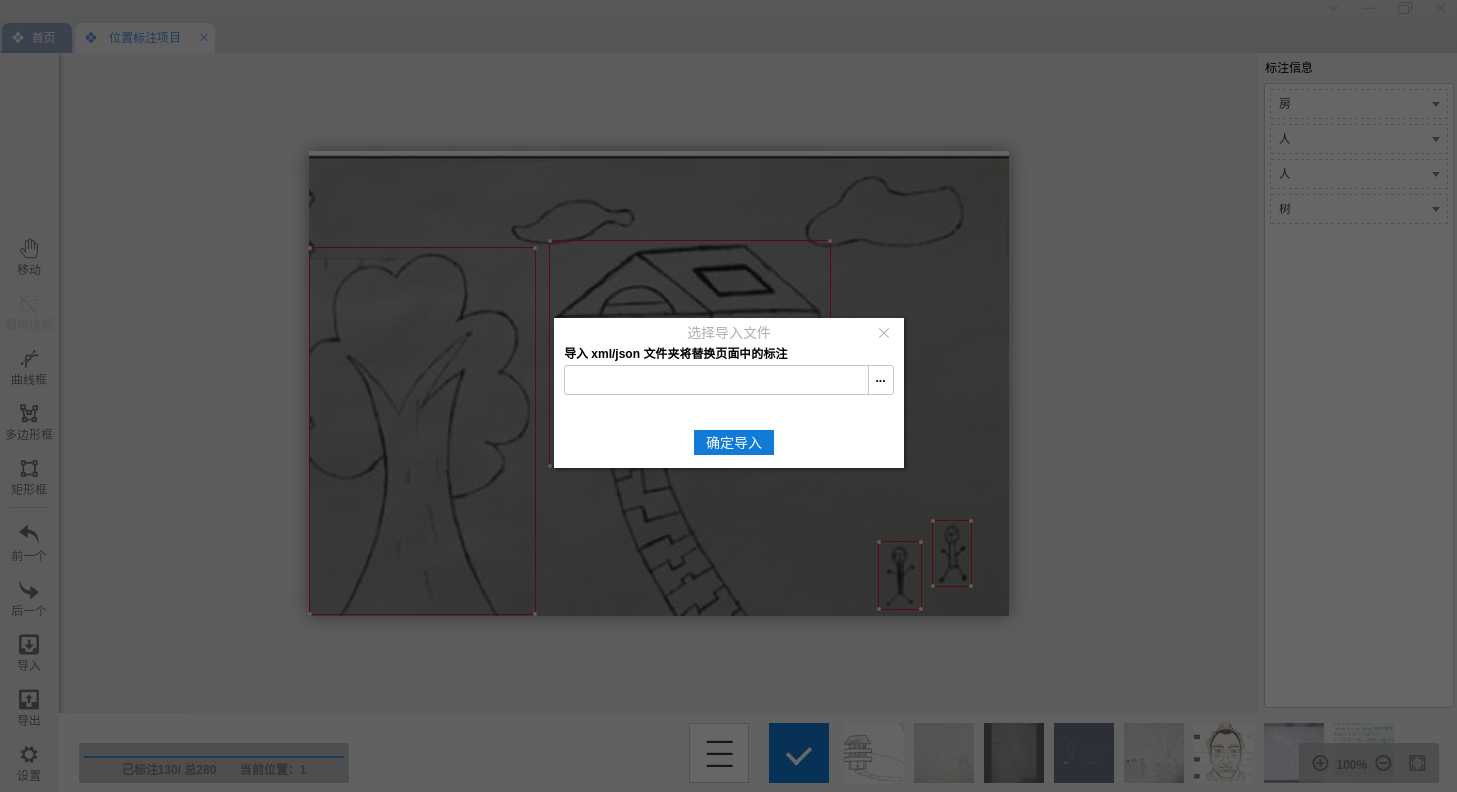 首页
位置标注项目
标注信息
房
人
人
树
移动
删除选框
曲线框
多边形框
矩形框
前一个
后一个
导入
导出
设置
选择导入文件
导入 xml/json 文件夹将替换页面中的标注
...
确定导入
已标注130/ 总280 当前位置：1
100%